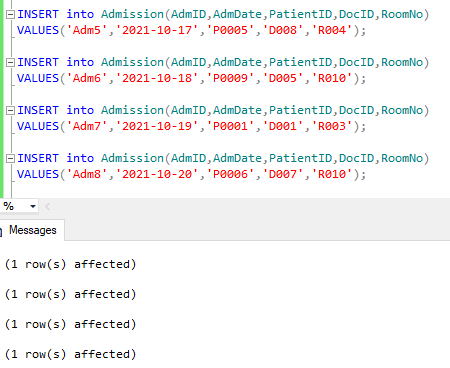 INSERT into Admission(AdmID,AdmDate,PatientID,DocID,RoomNo)
VALUES('Adm5','2021-10-17','P0005','D008','R004');
INSERT into Admission(AdmID,AdmDate,PatientID,DocID,RoomNo)
VALUES('Adm6','2021-10-18','P0009','D005','R010');
INSERT into Admission(AdmID,AdmDate,PatientID,DocID,RoomNo)
VALUES('Adm7','2021-10-19','P0001','D001','R003');
INSERT into Admission(AdmID,AdmDate,PatientID,DocID,RoomNo)
VALUES('Adm8','2021-10-20','P0006','D007','R010');
%
Messages
(1 row(s) affected)
(1 row(s) affected)
(1 row(s) affected)
(1 row(s) affected)